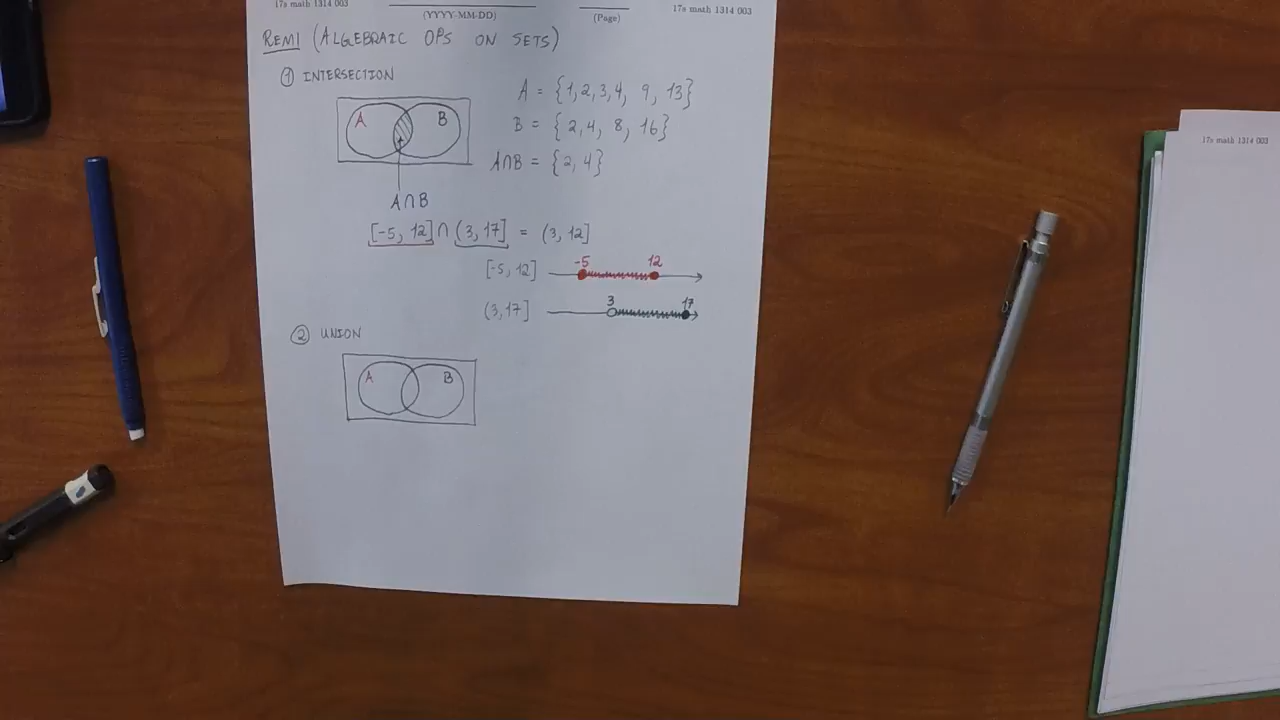 17s math 1314 003
(YYYY-MM-DD)
(Page)
17s math 1314 003
REM1 (ALGEBRAIC OPS ON SETS)
① INTERSECTION
A = {1,2,3,4, 9, 13}
A B
B = {2,4, 8, 16}
A∩B = {2,4}
A∩B
[-5, 12] ∩ (3, 17] = (3, 12]
[-5, 12] -5 12
(3, 17] 3 17
② UNION
A B
17s math 1314 003